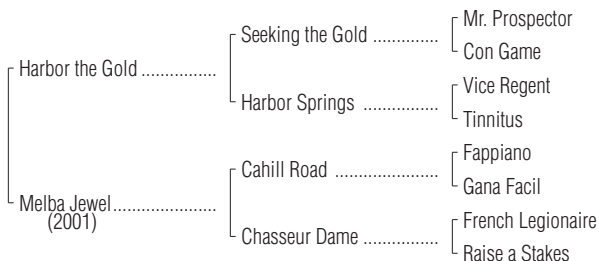 Mr. Prospector
Seeking the Gold ..............
Con Game
Harbor the Gold ................
Vice Regent
Harbor Springs ................
Tinnitus
Fappiano
Cahill Road ......................
Gana Facil
Melba Jewel......................
(2001)
French Legionaire
Chasseur Dame ................
Raise a Stakes